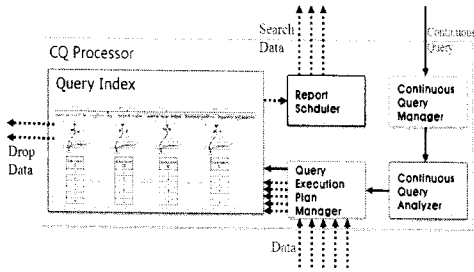 Search
Data
Continuous
Query
CQ Processor
Query Index
Report
Schduler
Continuous
Query
Manager
Drop
Data
Query
Execution
Plan
Manager
Continuous
Query
Analyzer
Data